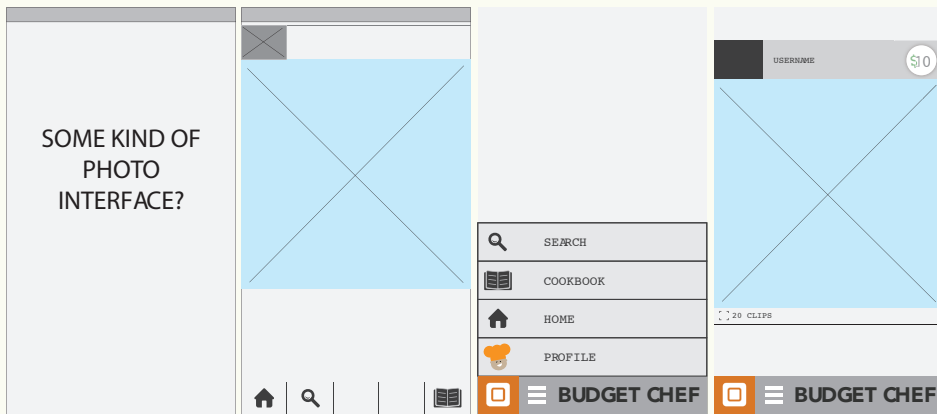 SOME KIND OF
PHOTO
INTERFACE?
SEARCH
COOKBOOK
HOME
PROFILE
BUDGET CHEF
USERNAME
$10
20 CLIPS
BUDGET CHEF